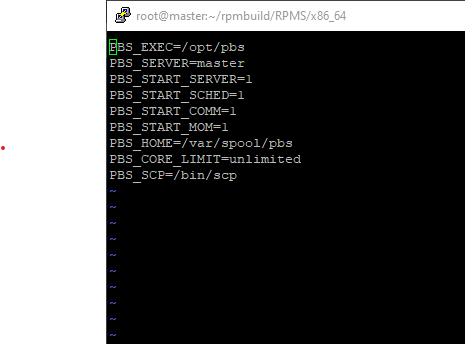 root@master:~/rpmbuild/RPMS/x86_64
PBS_EXEC=/opt/pbs
PBS_SERVER=master
PBS_START_SERVER=1
PBS_START_SCHED=1
PBS_START_COMM=1
PBS_START_MOM=1
PBS_HOME=/var/spool/pbs
PBS_CORE_LIMIT=unlimited
PBS_SCP=/bin/scp
~
~
~
~
~
~
~
~
~
~